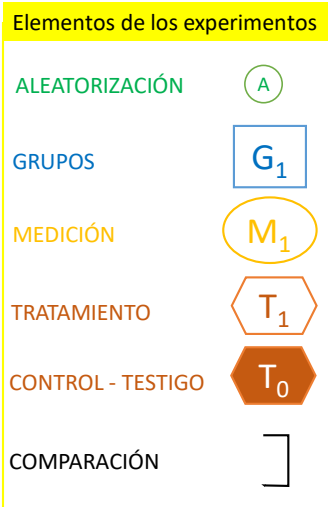 Elementos de los experimentos
ALEATORIZACIÓN A
GRUPOS G₁
MEDICIÓN M₁
TRATAMIENTO T₁
CONTROL - TESTIGO T₀
COMPARACIÓN